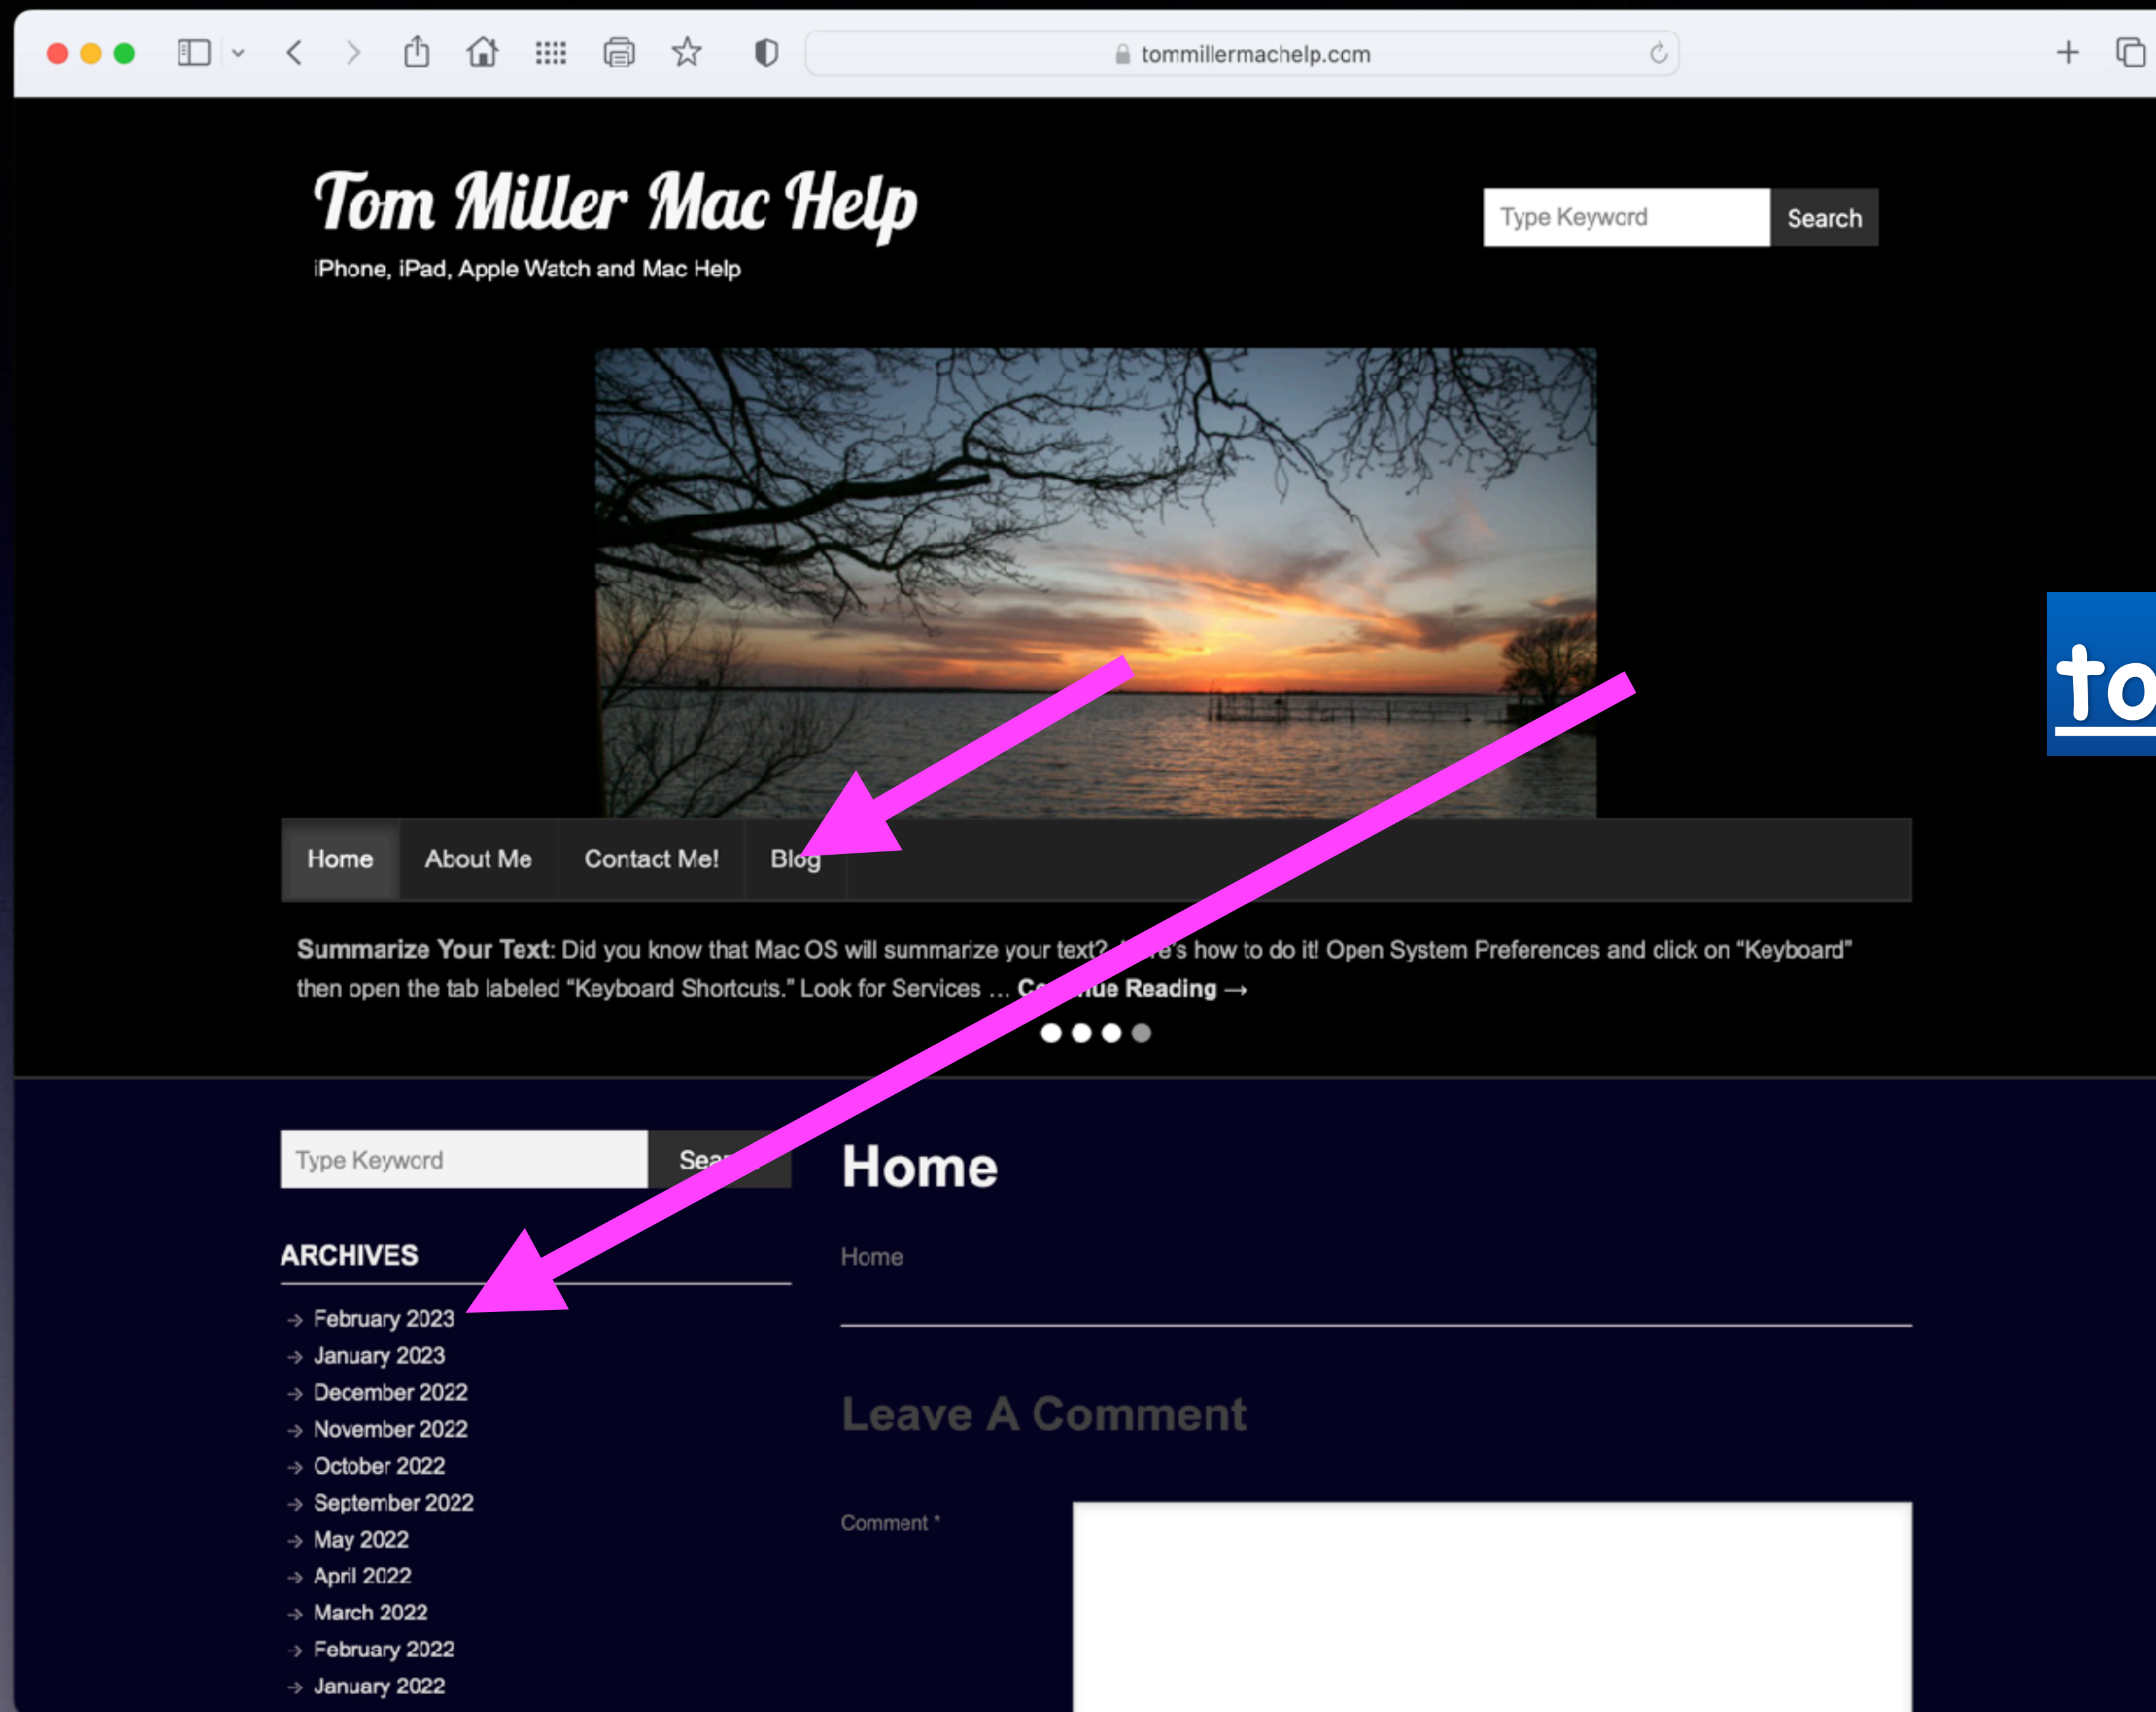 tommillermachelp.com
Tom Miller Mac Help
iPhone, iPad, Apple Watch and Mac Help
Type Keyword
Search
to
Home
About Me
Contact Me!
Blog
Summarize Your Text: Did you know that Mac OS will summarize your text? how to do it! Open System Preferences and click on “Keyboard”
then open the tab labeled “Keyboard Shortcuts.” Look for Services … Reading →
Type Keyword
Home
ARCHIVES
Home
→ February 2023
→ January 2023
→ December 2022
→ November 2022
→ October 2022
→ September 2022
→ May 2022
→ April 2022
→ March 2022
→ February 2022
→ January 2022
Leave A Comment
Comment *